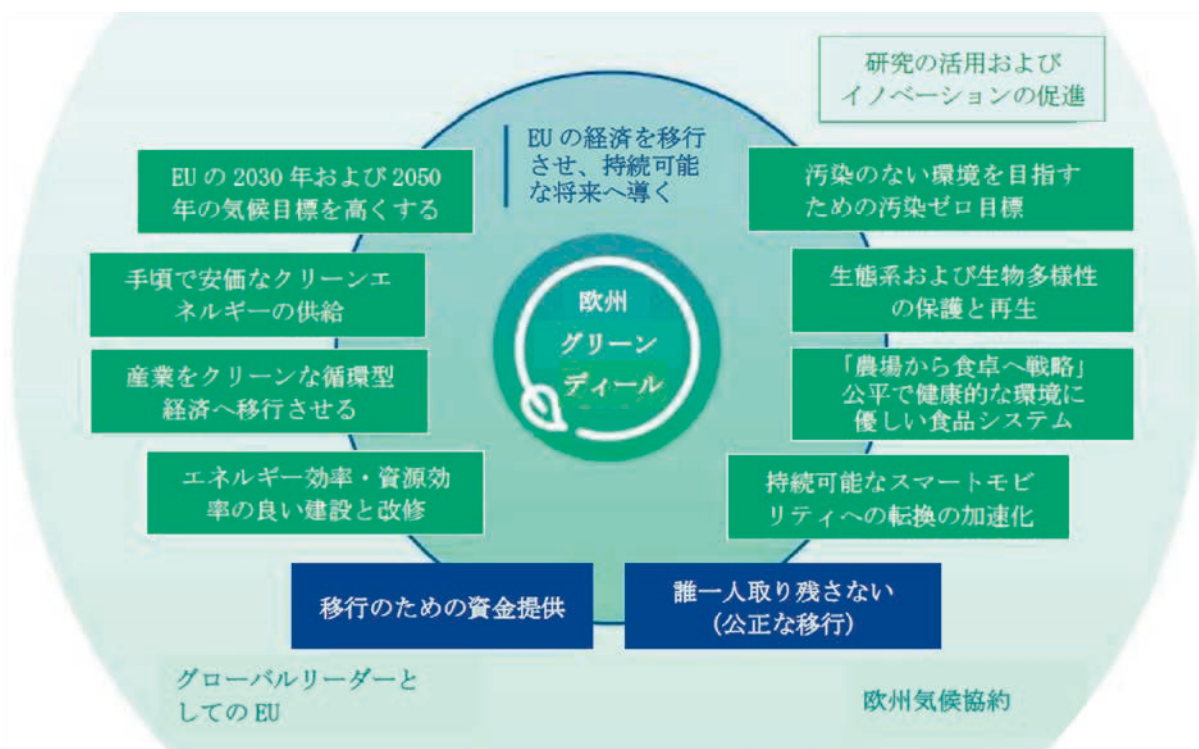 研究の活用および
イノベーションの促進
EU の経済を移行
させ、持続可能
な将来へ導く
EU の 2030 年および 2050
年の気候目標を高くする
手頃で安価なクリーンエ
ネルギーの供給
産業をクリーンな循環型
経済へ移行させる
エネルギー効率・資源効
率の良い建設と改修
欧州
グリーン
ディール
汚染のない環境を目指す
ための汚染ゼロ目標
生態系および生物多様性
の保護と再生
「農場から食卓へ戦略」
公平で健康的な環境に
優しい食品システム
持続可能なスマートモビ
リティへの転換の加速化
移行のための資金提供
誰一人取り残さない
(公正な移行)
グローバルリーダーと
しての EU
欧州気候協約